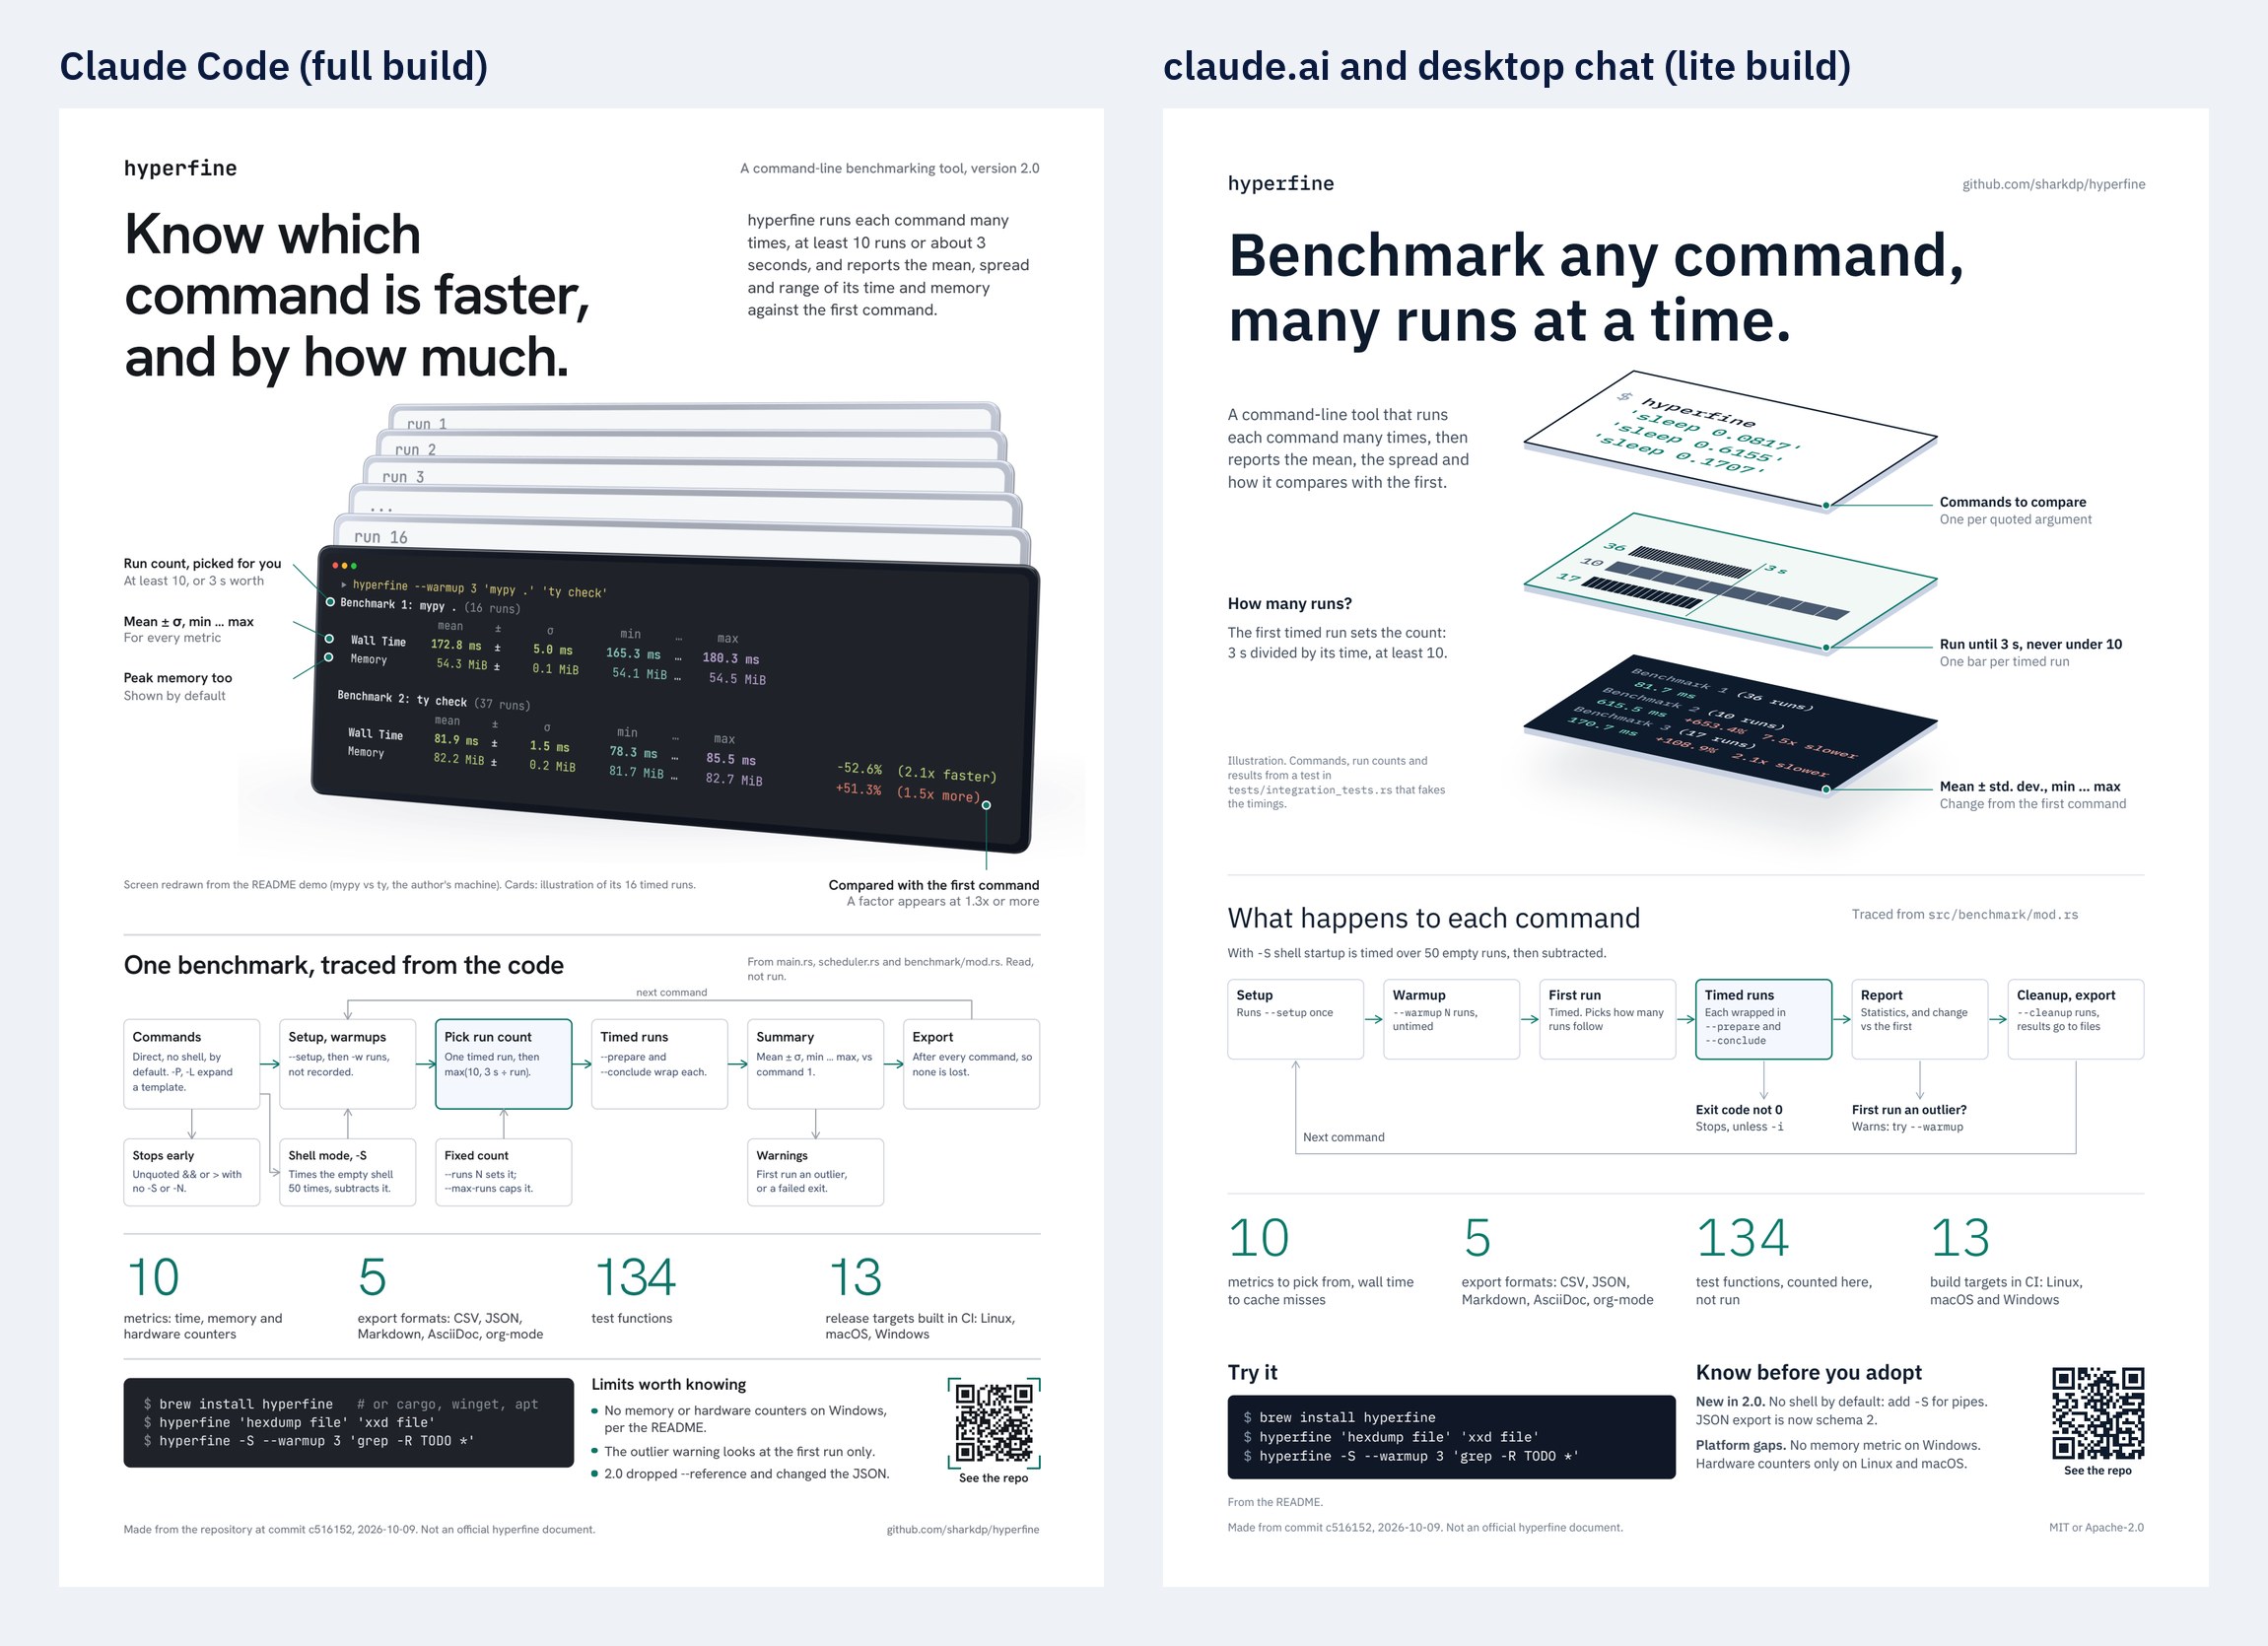 Claude Code (full build)
hyperfine
A command-line benchmarking tool, version 2.0
Know which
command is faster,
and by how much.
hyperfine runs each command many
times, at least 10 runs or about 3
seconds, and reports the mean, spread
and range of its time and memory
against the first command.
run 1
run 2
run 3
...
run 16
Run count, picked for you
At least 10, or 3 s worth
Mean ± σ, min ... max
For every metric
Peak memory too
Shown by default
▸ hyperfine --warmup 3 'mypy .' 'ty check'
Benchmark 1: mypy . (16 runs)
mean ± σ min … max
Wall Time 172.8 ms ± 5.0 ms 165.3 ms … 180.3 ms
Memory 54.3 MiB ± 0.1 MiB 54.1 MiB … 54.5 MiB
Benchmark 2: ty check (37 runs)
mean ± σ min … max
Wall Time 81.9 ms ± 1.5 ms 78.3 ms … 85.5 ms -52.6% (2.1x faster)
Memory 82.2 MiB ± 0.2 MiB 81.7 MiB … 82.7 MiB +51.3% (1.5x more)
Screen redrawn from the README demo (mypy vs ty, the author's machine). Cards: illustration of its 16 timed runs.
Compared with the first command
A factor appears at 1.3x or more
One benchmark, traced from the code
From main.rs, scheduler.rs and benchmark/mod.rs. Read,
not run.
next command
Commands
Direct, no shell, by
default. -P, -L expand
a template.
Setup, warmups
--setup, then -w runs,
not recorded.
Pick run count
One timed run, then
max(10, 3 s ÷ run).
Timed runs
--prepare and
--conclude wrap each.
Summary
Mean ± σ, min ... max, vs
command 1.
Export
After every command, so
none is lost.
Stops early
Unquoted && or > with
no -S or -N.
Shell mode, -S
Times the empty shell
50 times, subtracts it.
Fixed count
--runs N sets it;
--max-runs caps it.
Warnings
First run an outlier,
or a failed exit.
10
metrics: time, memory and
hardware counters
5
export formats: CSV, JSON,
Markdown, AsciiDoc, org-mode
134
test functions
13
release targets built in CI: Linux,
macOS, Windows
$ brew install hyperfine # or cargo, winget, apt
$ hyperfine 'hexdump file' 'xxd file'
$ hyperfine -S --warmup 3 'grep -R TODO *'
Limits worth knowing
No memory or hardware counters on Windows,
per the README.
The outlier warning looks at the first run only.
2.0 dropped --reference and changed the JSON.
See the repo
Made from the repository at commit c516152, 2026-10-09. Not an official hyperfine document.
github.com/sharkdp/hyperfine
claude.ai and desktop chat (lite build)
hyperfine
github.com/sharkdp/hyperfine
Benchmark any command,
many runs at a time.
A command-line tool that runs
each command many times, then
reports the mean, the spread and
how it compares with the first.
$ hyperfine
'sleep 0.0817'
'sleep 0.6155'
'sleep 0.1707'
Commands to compare
One per quoted argument
How many runs?
The first timed run sets the count:
3 s divided by its time, at least 10.
36
10
17
3 s
Run until 3 s, never under 10
One bar per timed run
Benchmark 1 (36 runs)
81.7 ms
Benchmark 2 (10 runs)
615.5 ms +653.4% 7.5x slower
Benchmark 3 (17 runs)
170.7 ms +108.9% 2.1x slower
Illustration. Commands, run counts and
results from a test in
tests/integration_tests.rs that fakes
the timings.
Mean ± std. dev., min ... max
Change from the first command
What happens to each command
Traced from src/benchmark/mod.rs
With -S shell startup is timed over 50 empty runs, then subtracted.
Setup
Runs --setup once
Warmup
--warmup N runs,
untimed
First run
Timed. Picks how many
runs follow
Timed runs
Each wrapped in
--prepare and
--conclude
Report
Statistics, and change
vs the first
Cleanup, export
--cleanup runs,
results go to files
Exit code not 0
Stops, unless -i
First run an outlier?
Warns: try --warmup
Next command
10
metrics to pick from, wall time
to cache misses
5
export formats: CSV, JSON,
Markdown, AsciiDoc, org-mode
134
test functions, counted here,
not run
13
build targets in CI: Linux,
macOS and Windows
Try it
$ brew install hyperfine
$ hyperfine 'hexdump file' 'xxd file'
$ hyperfine -S --warmup 3 'grep -R TODO *'
From the README.
Know before you adopt
New in 2.0. No shell by default: add -S for pipes.
JSON export is now schema 2.
Platform gaps. No memory metric on Windows.
Hardware counters only on Linux and macOS.
See the repo
Made from commit c516152, 2026-10-09. Not an official hyperfine document.
MIT or Apache-2.0